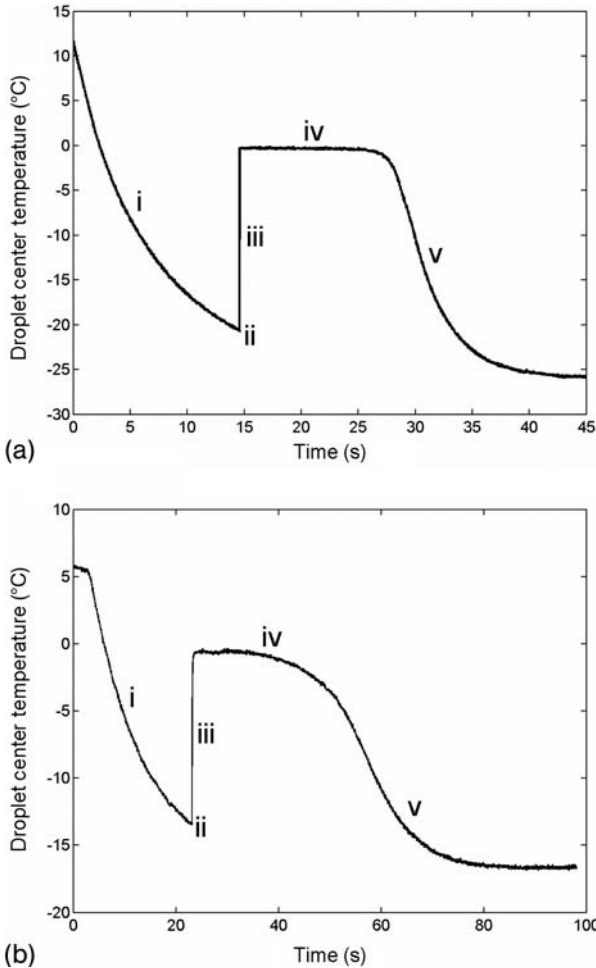 15
10
5
0
-5
-10
-15
-20
-25
-30
Droplet center temperature (°C)
i
ii
iii
iv
v
0 5 10 15 20 25 30 35 40 45
Time (s)
(a)
10
5
0
-5
-10
-15
-20
Droplet center temperature (°C)
i
ii
iii
iv
v
0 20 40 60 80 100
Time (s)
(b)